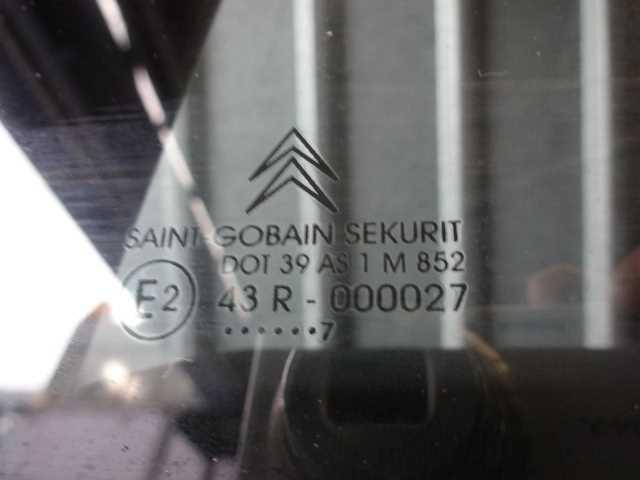 SAINT-GOBAIN SEKURIT
DOT 39 AS 1 M 852
E2 43 R - 000027
••••••7